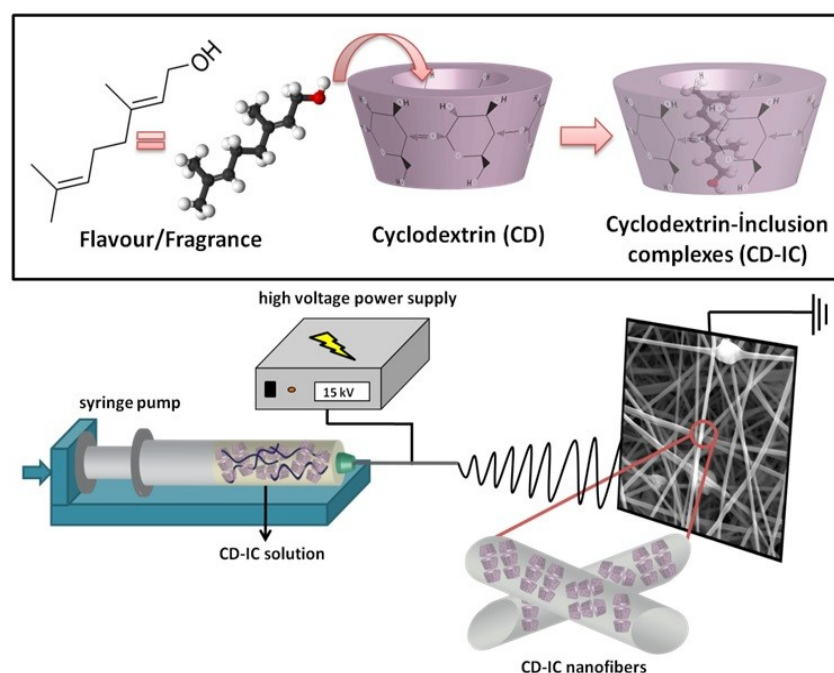 OH
Flavour/Fragrance
Cyclodextrin (CD)
Cyclodextrin-İnclusion
complexes (CD-IC)
high voltage power supply
15 kV
syringe pump
CD-IC solution
CD-IC nanofibers